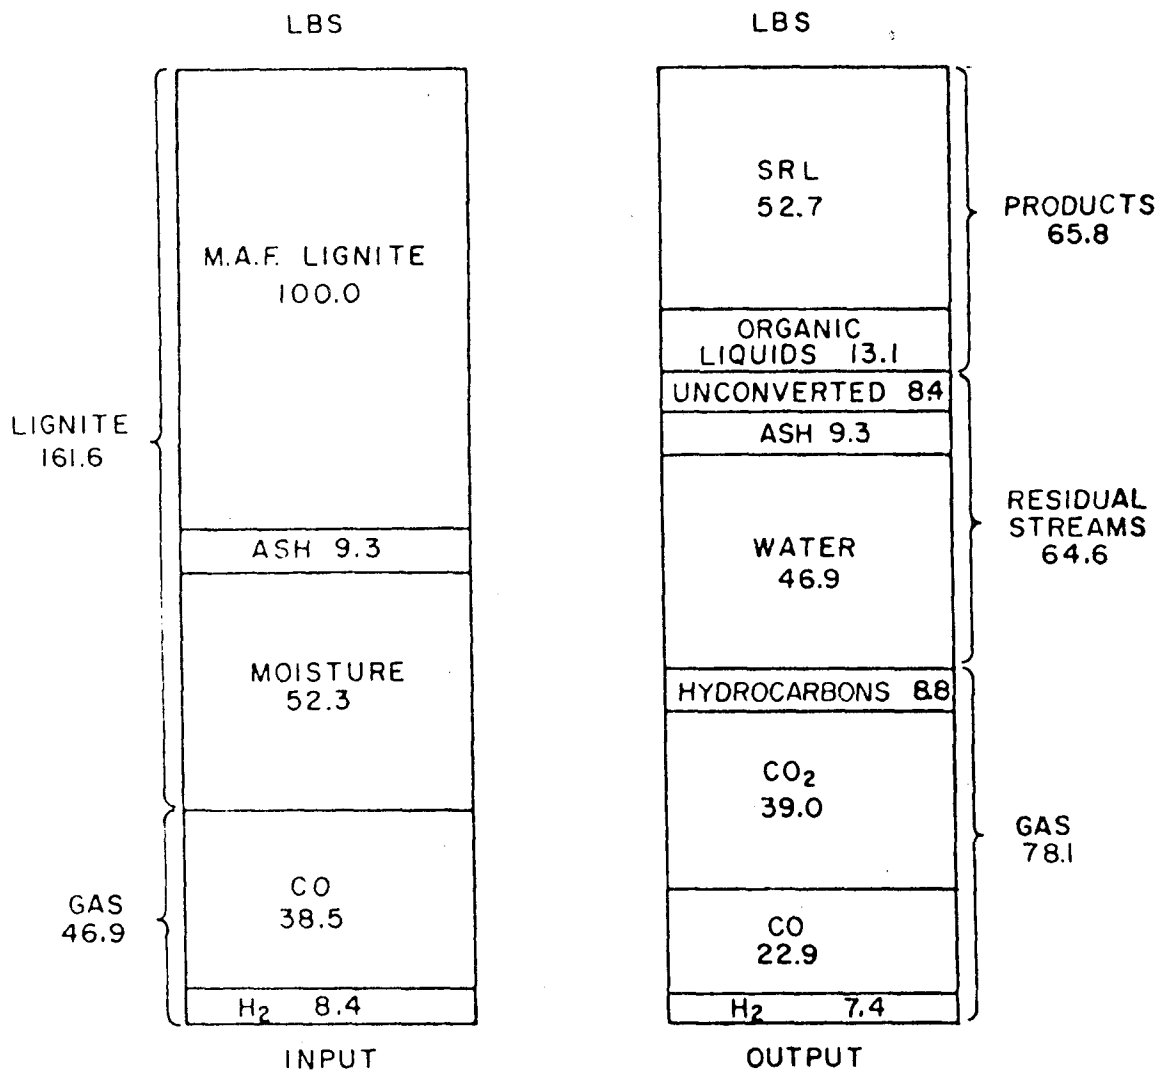 LBS
LIGNITE
161.6
GAS
46.9
M.A.F. LIGNITE
100.0
ASH 9.3
MOISTURE
52.3
CO
38.5
H2 8.4
INPUT
LBS
SRL
52.7
ORGANIC
LIQUIDS 13.1
UNCONVERTED 8.4
ASH 9.3
WATER
46.9
HYDROCARBONS 8.8
CO2
39.0
CO
22.9
H2 7.4
OUTPUT
PRODUCTS
65.8
RESIDUAL
STREAMS
64.6
GAS
78.1